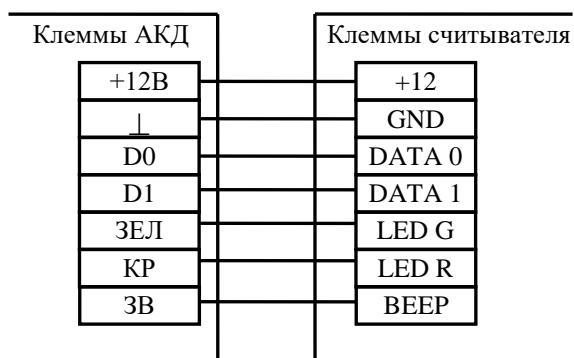 Клеммы АКД
Клеммы считывателя
+12В
+12
⊥
GND
D0
DATA 0
D1
DATA 1
ЗЕЛ
LED G
КР
LED R
ЗВ
BEEP